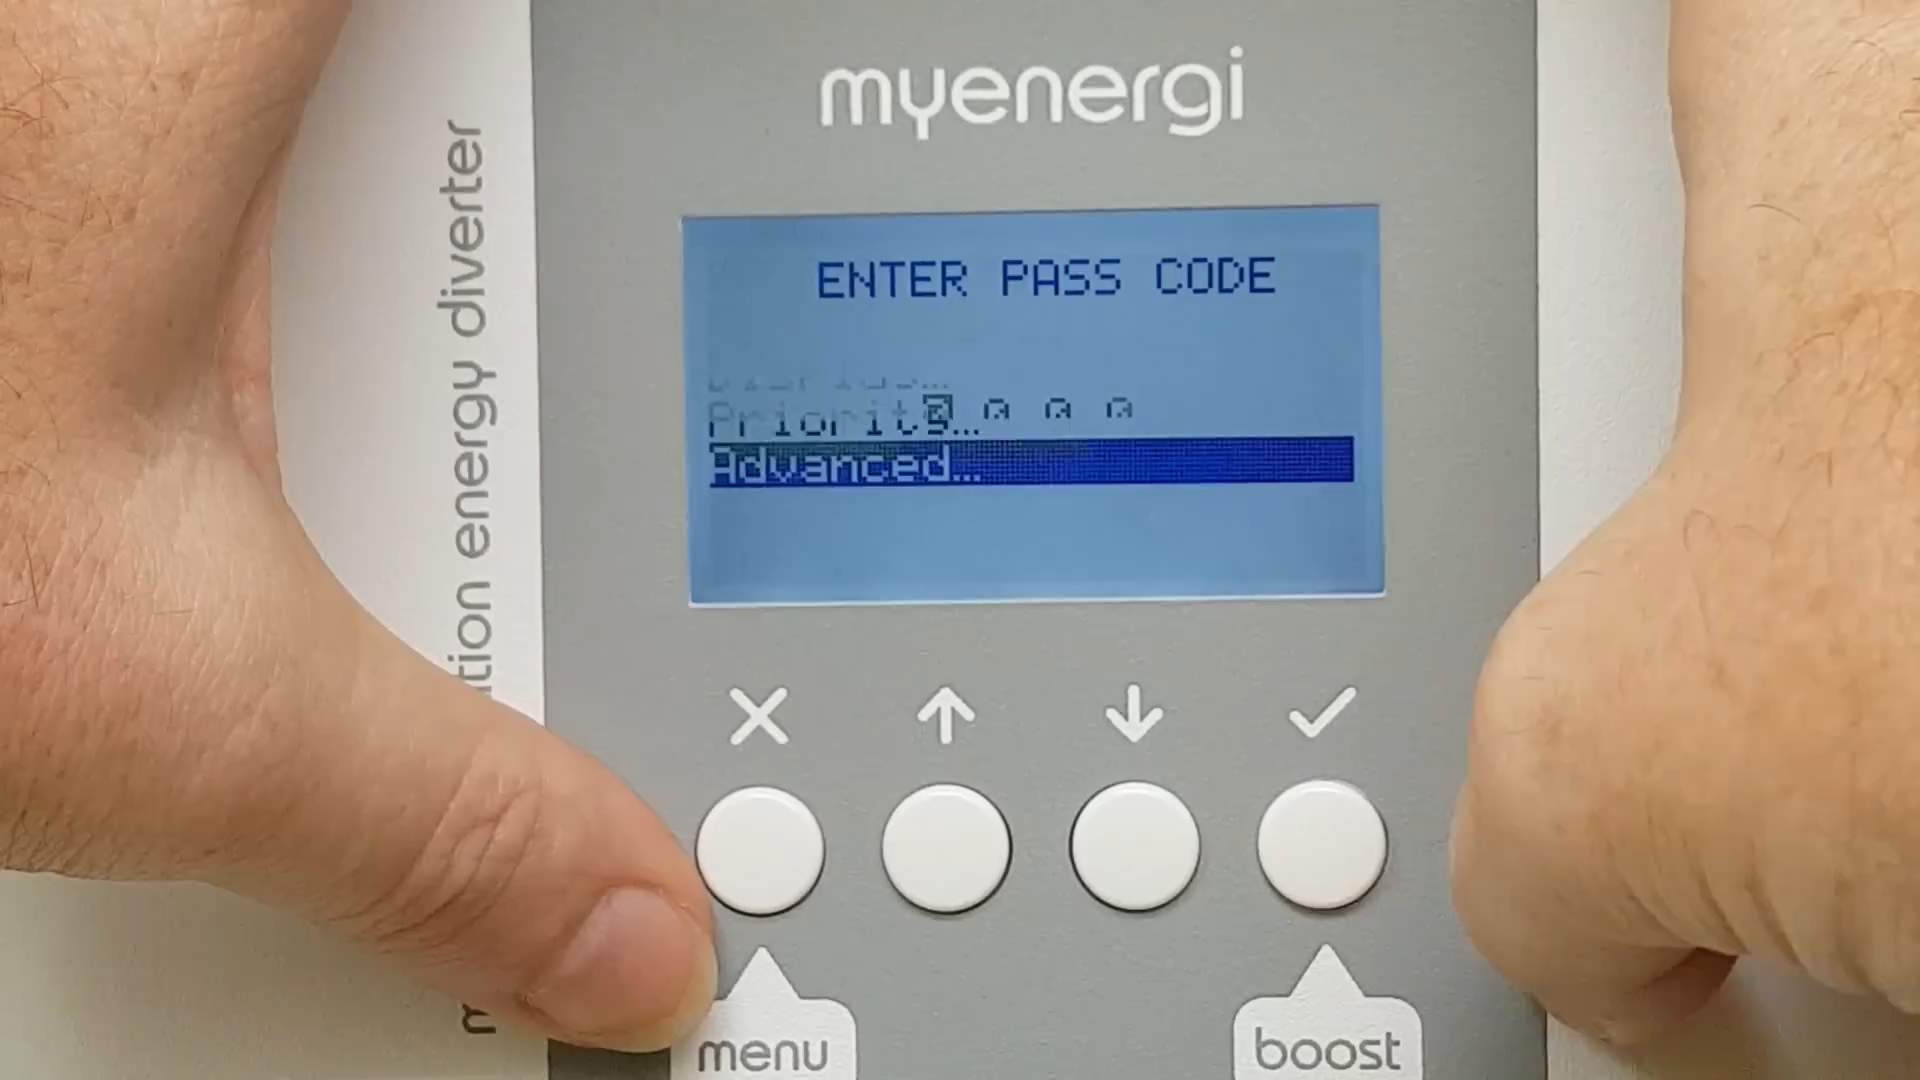 myenergi
ENTER PASS CODE
Priority...
Advanced...
menu
boost
energy diverter